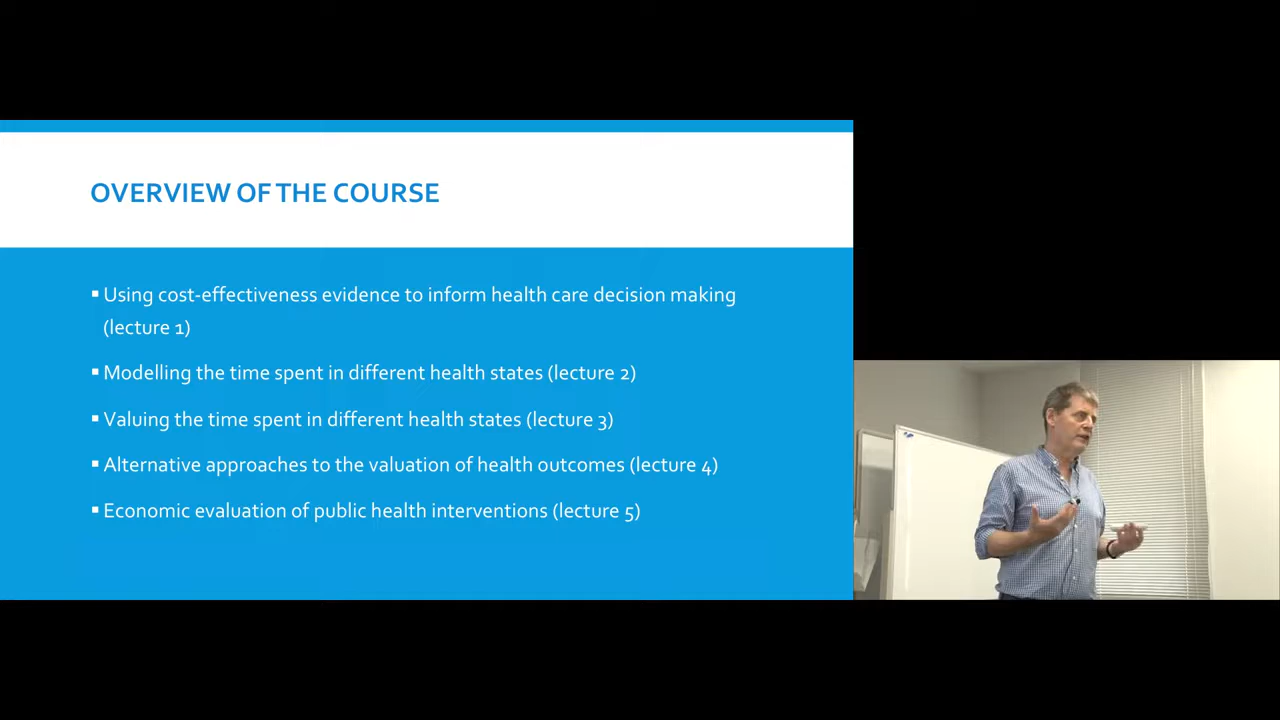 OVERVIEW OF THE COURSE
▪ Using cost-effectiveness evidence to inform health care decision making
(lecture 1)
▪ Modelling the time spent in different health states (lecture 2)
▪ Valuing the time spent in different health states (lecture 3)
▪ Alternative approaches to the valuation of health outcomes (lecture 4)
▪ Economic evaluation of public health interventions (lecture 5)